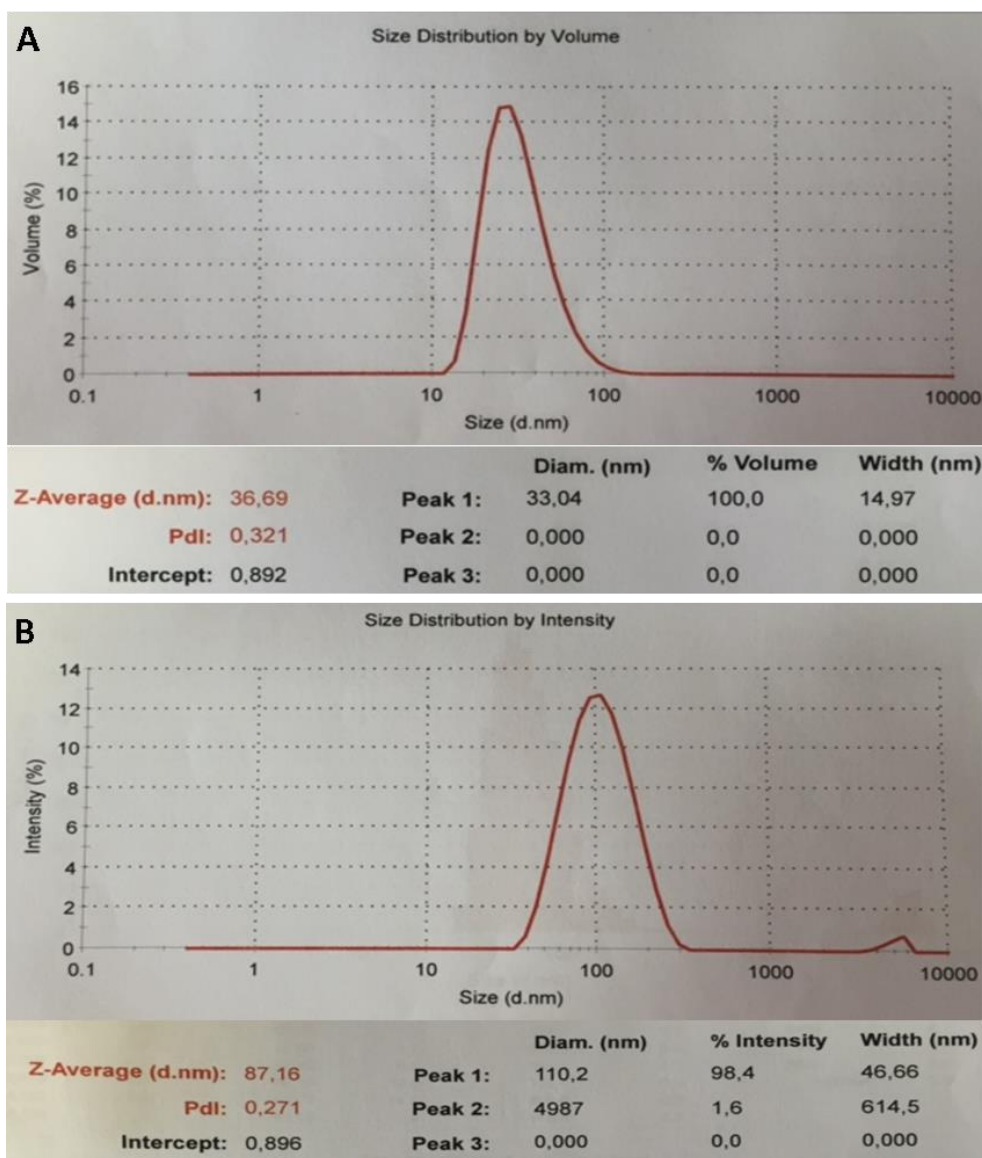 A
Size Distribution by Volume
16
14
12
10
8
6
4
2
0
Volume (%)
0.1 1 10 100 1000 10000
Size (d.nm)
Diam. (nm) % Volume Width (nm)
Z-Average (d.nm): 36,69 Peak 1: 33,04 100,0 14,97
PdI: 0,321 Peak 2: 0,000 0,0 0,000
Intercept: 0,892 Peak 3: 0,000 0,0 0,000
B
Size Distribution by Intensity
14
12
10
8
6
4
2
0
Intensity (%)
0.1 1 10 100 1000 10000
Size (d.nm)
Diam. (nm) % Intensity Width (nm)
Z-Average (d.nm): 87,16 Peak 1: 110,2 98,4 46,66
PdI: 0,271 Peak 2: 4987 1,6 614,5
Intercept: 0,896 Peak 3: 0,000 0,0 0,000